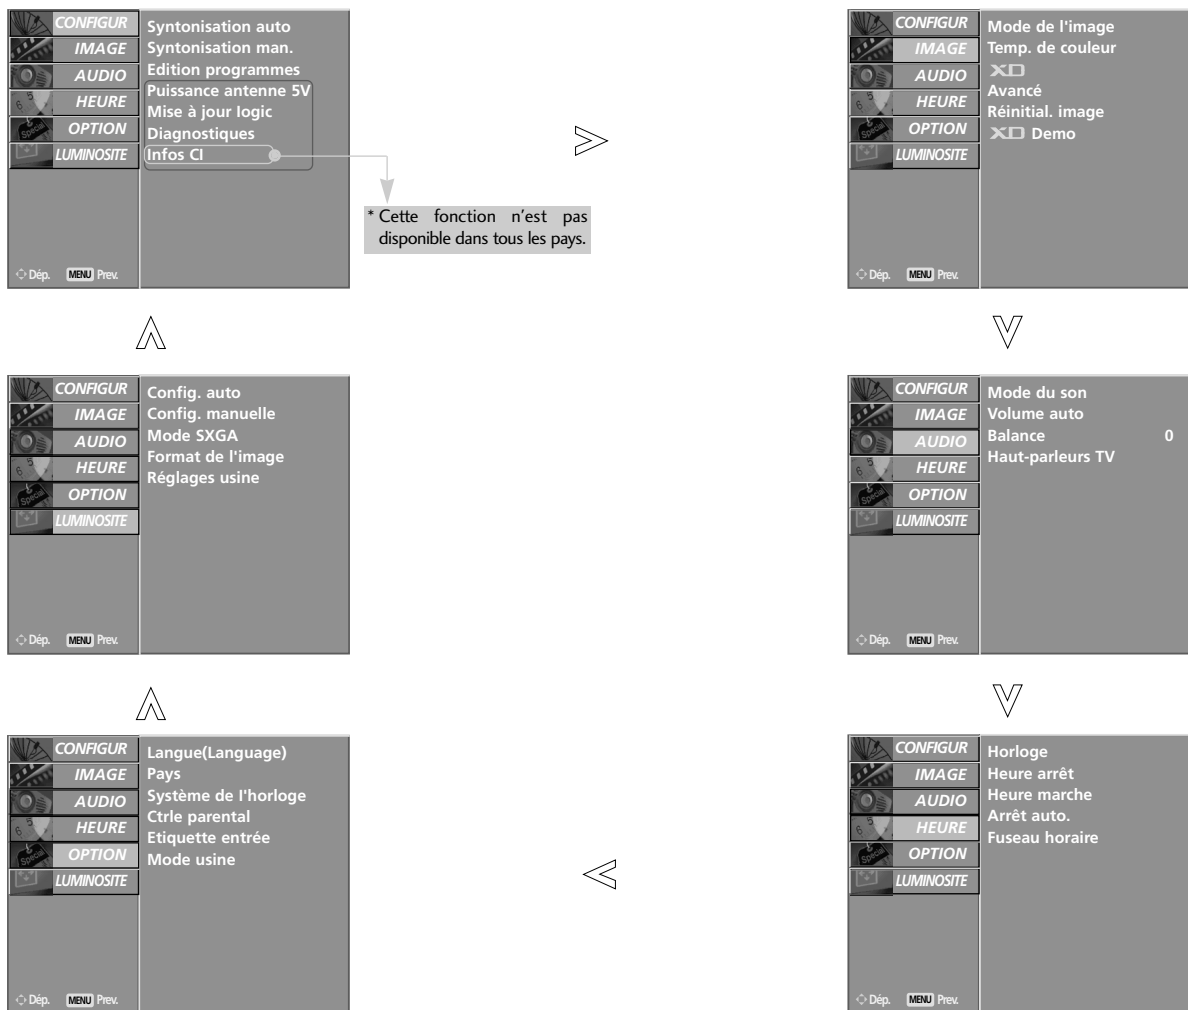 CONFIGUR
IMAGE
AUDIO
HEURE
OPTION
LUMINOSITE
Syntonisation auto
Syntonisation man.
Edition programmes
Puissance antenne 5V
Mise à jour logic
Diagnostiques
Infos CI
Dép. MENU Prev.
* Cette fonction n'est pas
disponible dans tous les pays.
CONFIGUR
IMAGE
AUDIO
HEURE
OPTION
LUMINOSITE
Mode de l'image
Temp. de couleur
XD
Avancé
Réinitial. image
XD Demo
Dép. MENU Prev.
CONFIGUR
IMAGE
AUDIO
HEURE
OPTION
LUMINOSITE
Config. auto
Config. manuelle
Mode SXGA
Format de l'image
Réglages usine
Dép. MENU Prev.
CONFIGUR
IMAGE
AUDIO
HEURE
OPTION
LUMINOSITE
Mode du son
Volume auto
Balance 0
Haut-parleurs TV
Dép. MENU Prev.
CONFIGUR
IMAGE
AUDIO
HEURE
OPTION
LUMINOSITE
Langue(Language)
Pays
Système de l'horloge
Ctrle parental
Etiquette entrée
Mode usine
Dép. MENU Prev.
CONFIGUR
IMAGE
AUDIO
HEURE
OPTION
LUMINOSITE
Horloge
Heure arrêt
Heure marche
Arrêt auto.
Fuseau horaire
Dép. MENU Prev.